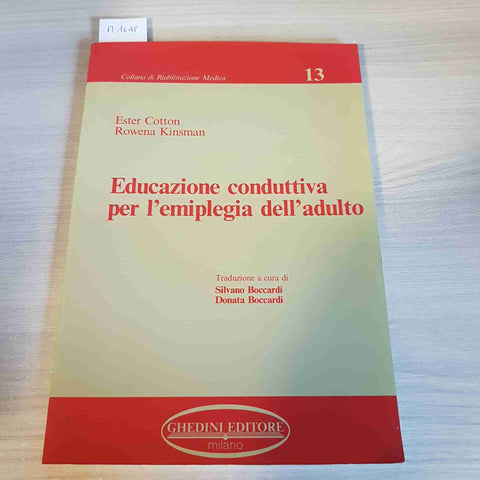 Collana di Riabilitazione Medica 13
Ester Cotton
Rowena Kinsman
Educazione conduttiva
per l'emiplegia dell'adulto
Traduzione a cura di
Silvano Boccardi
Donata Boccardi
GHEDINI EDITORE
milano